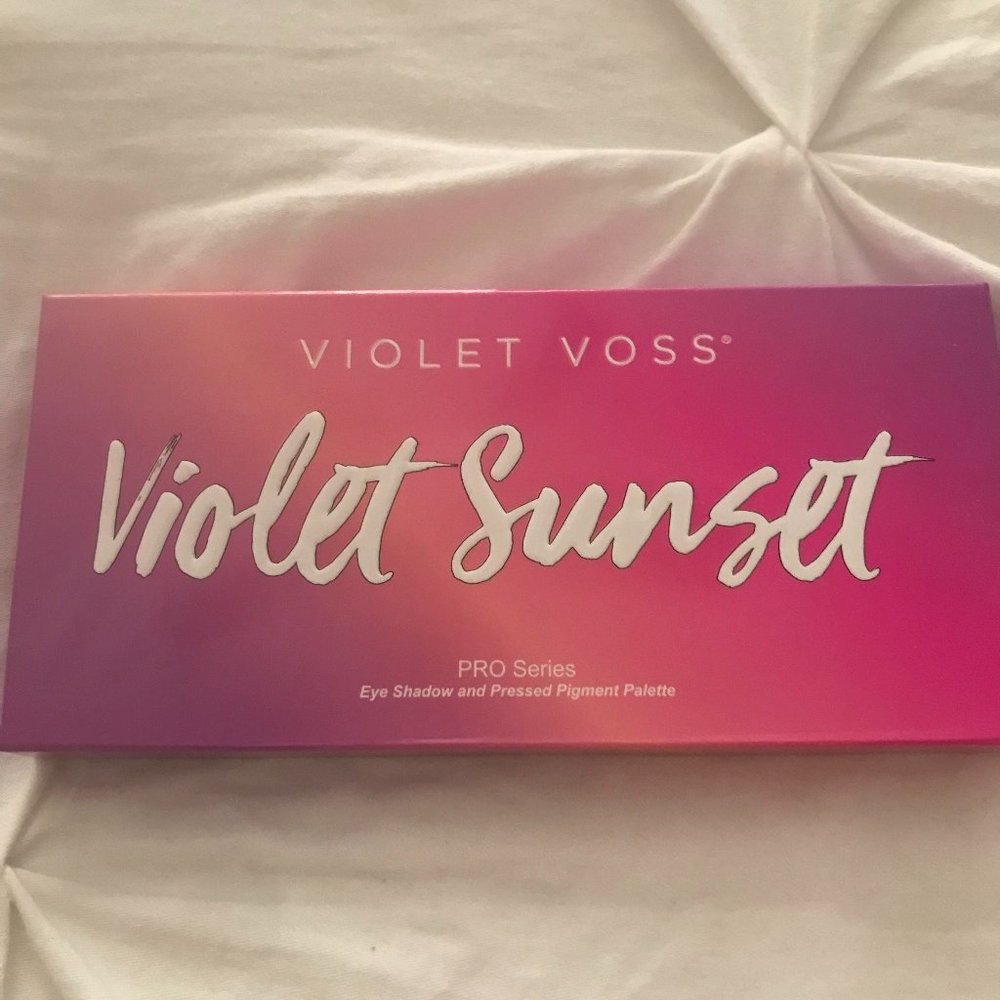 VIOLET VOSS®
Violet Sunset
PRO Series
Eye Shadow and Pressed Pigment Palette